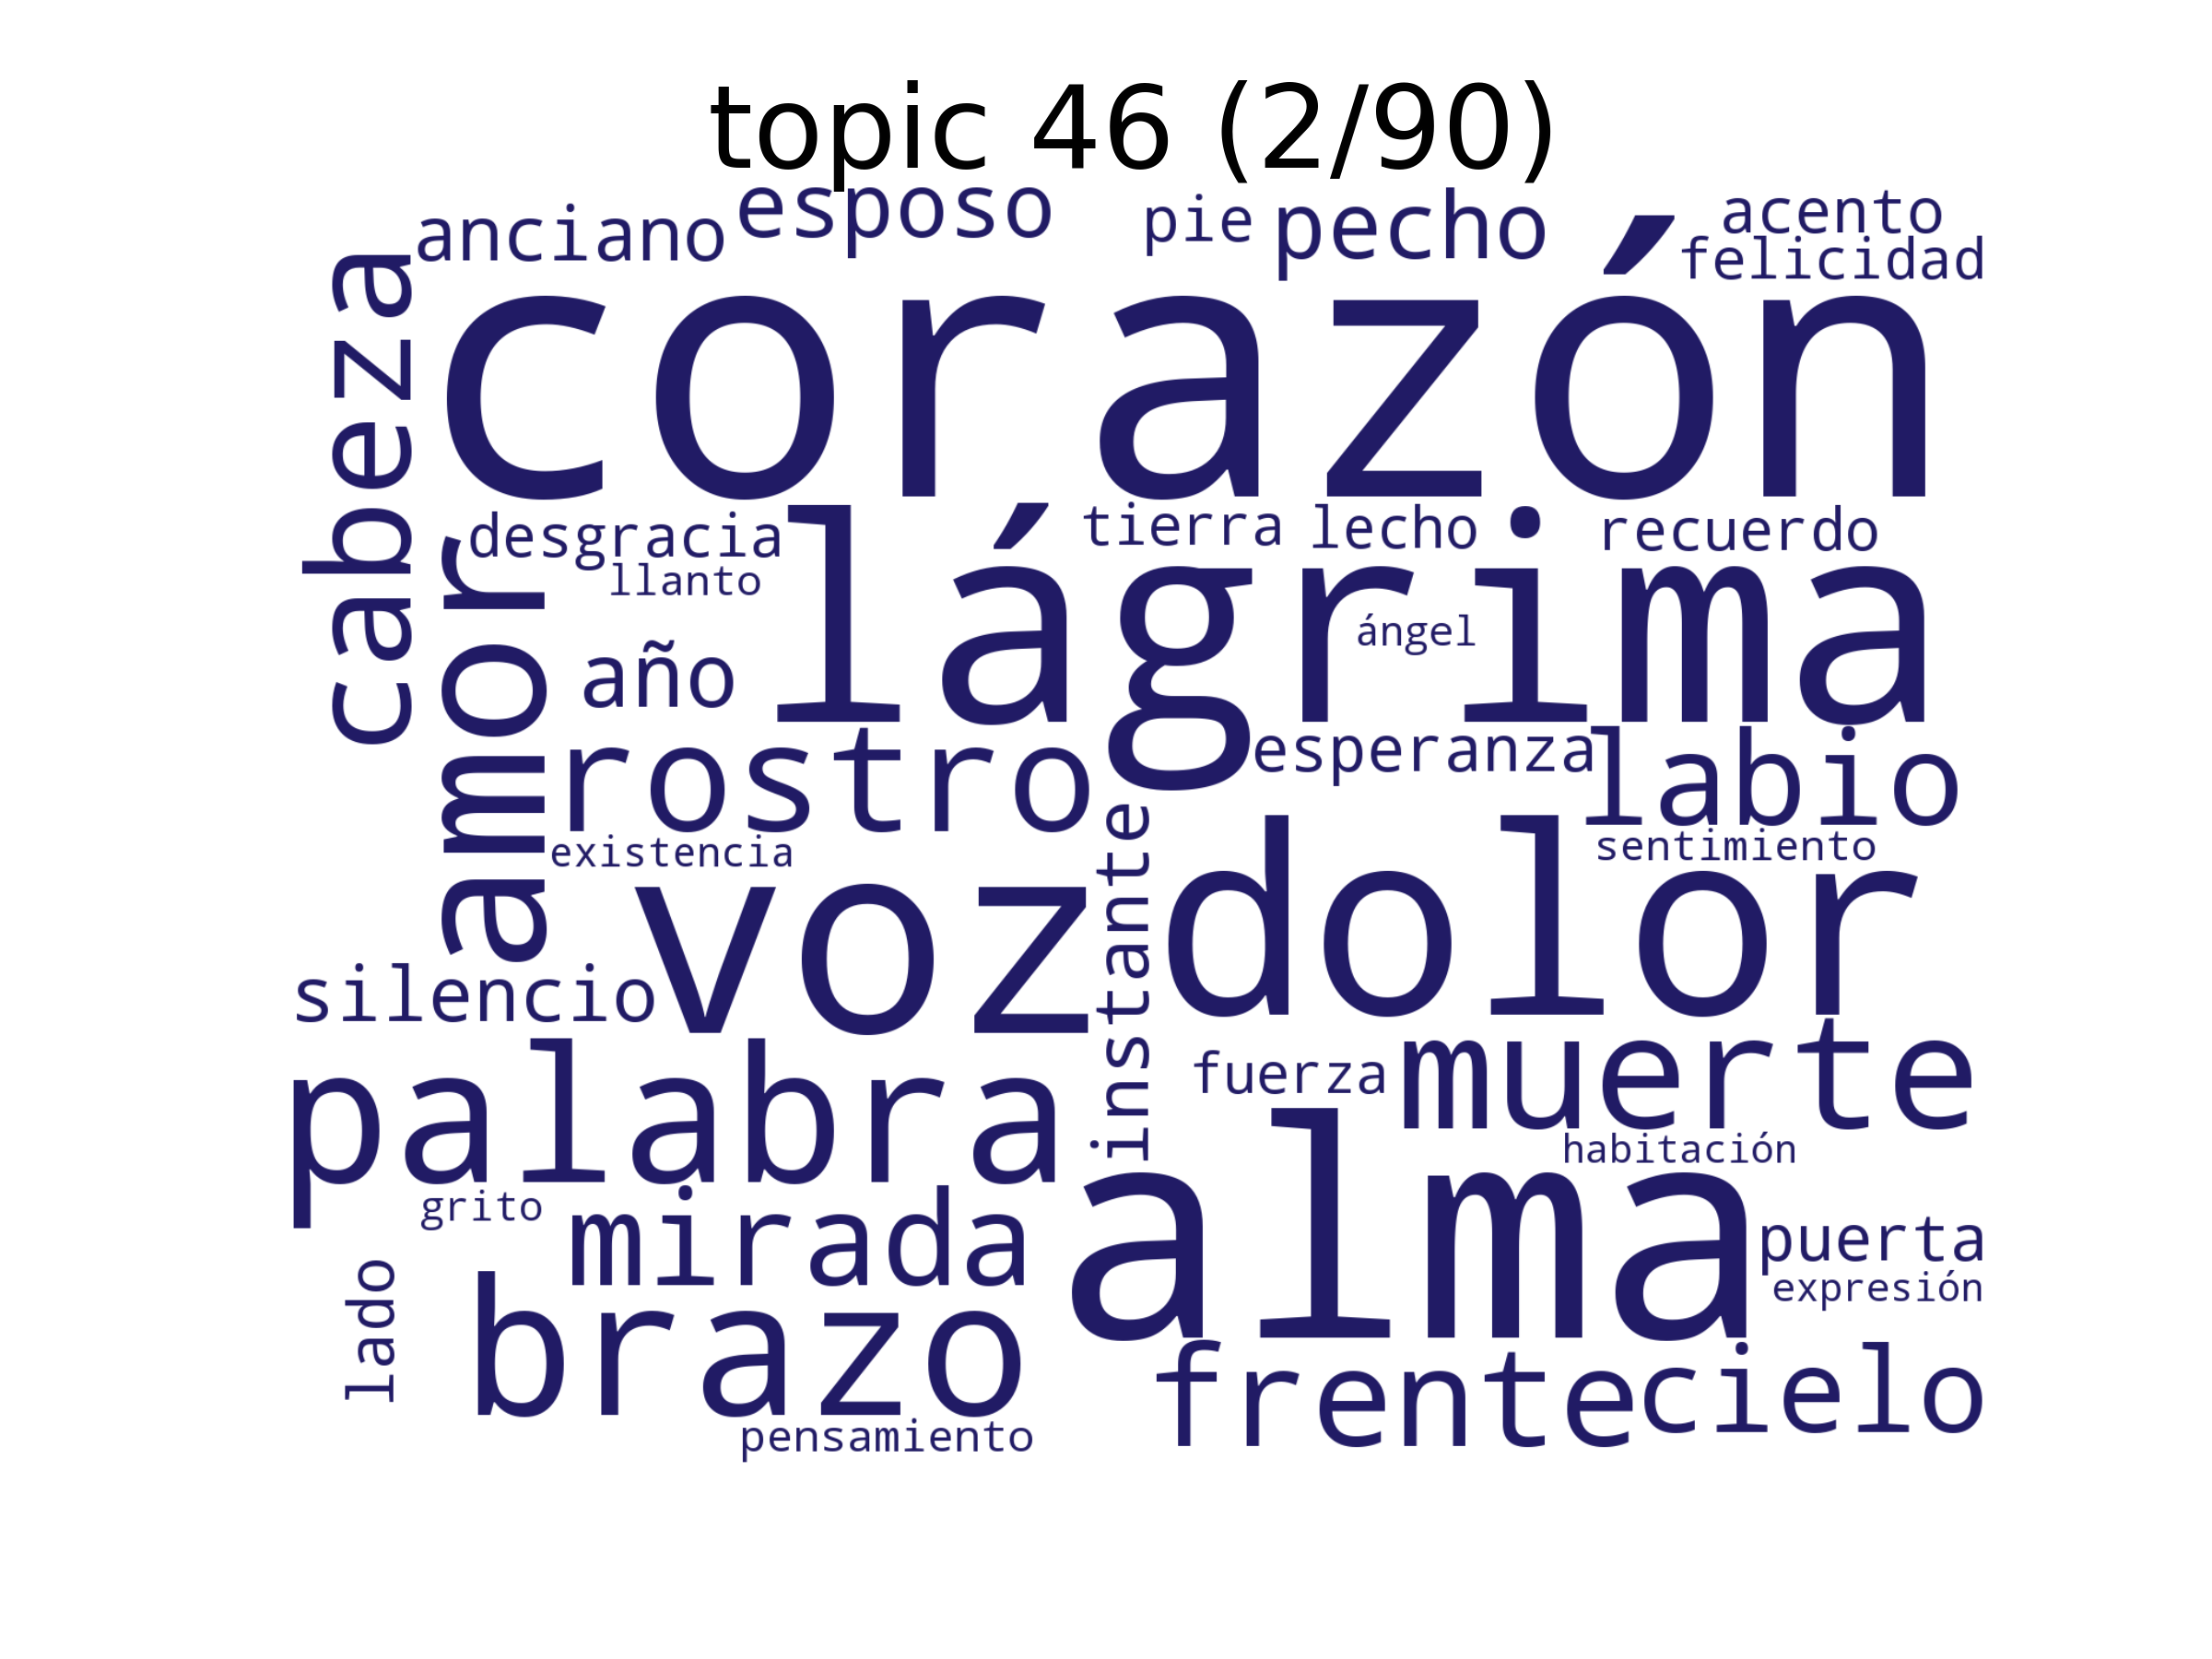 topic 46 (2/90)
anciano esposo pie pecho acento
felicidad
cabeza corazón
desgracia tierra lecho recuerdo
llanto
amor lágrima
ángel
año
rostro esperanza labio
existencia sentimiento
voz instante dolor
silencio
palabra fuerza muerte
habitación
grito mirada alma puerta
expresión
lado brazo frente cielo
pensamiento